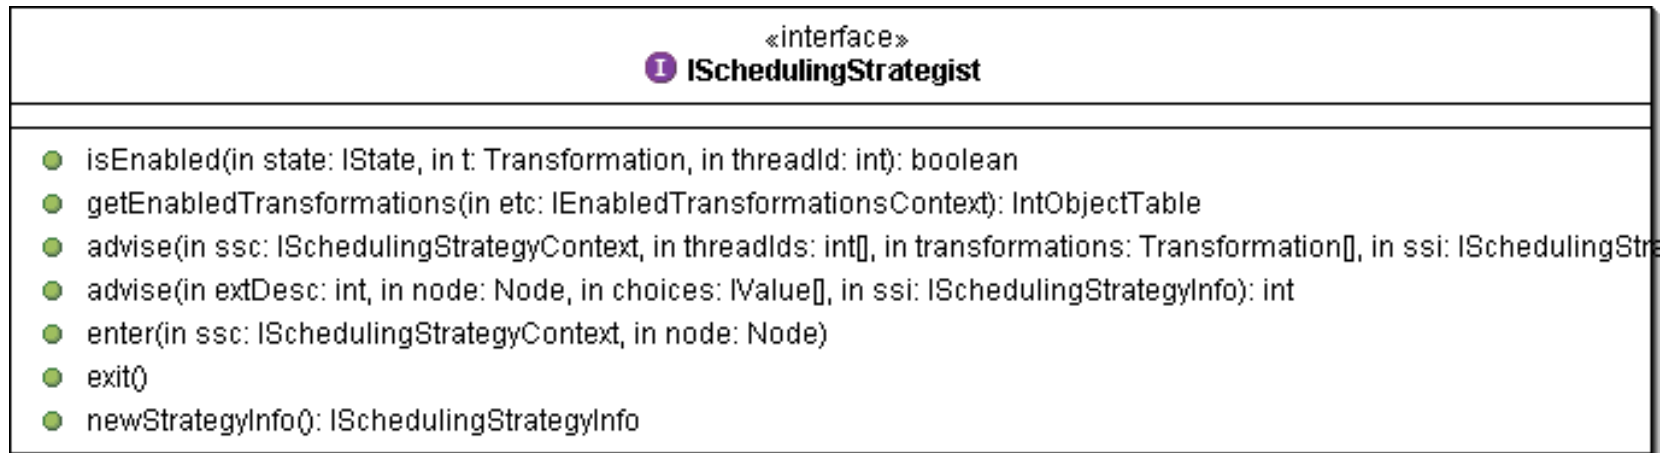 «interface»
I ISchedulingStrategist
isEnabled(in state: IState, in t: Transformation, in threadId: int): boolean
getEnabledTransformations(in etc: IEnabledTransformationsContext): IntObjectTable
advise(in ssc: ISchedulingStrategyContext, in threadIds: int[], in transformations: Transformation[], in ssi: ISchedulingStra
advise(in extDesc: int, in node: Node, in choices: IValue[], in ssi: ISchedulingStrategyInfo): int
enter(in ssc: ISchedulingStrategyContext, in node: Node)
exit()
newStrategyInfo(): ISchedulingStrategyInfo